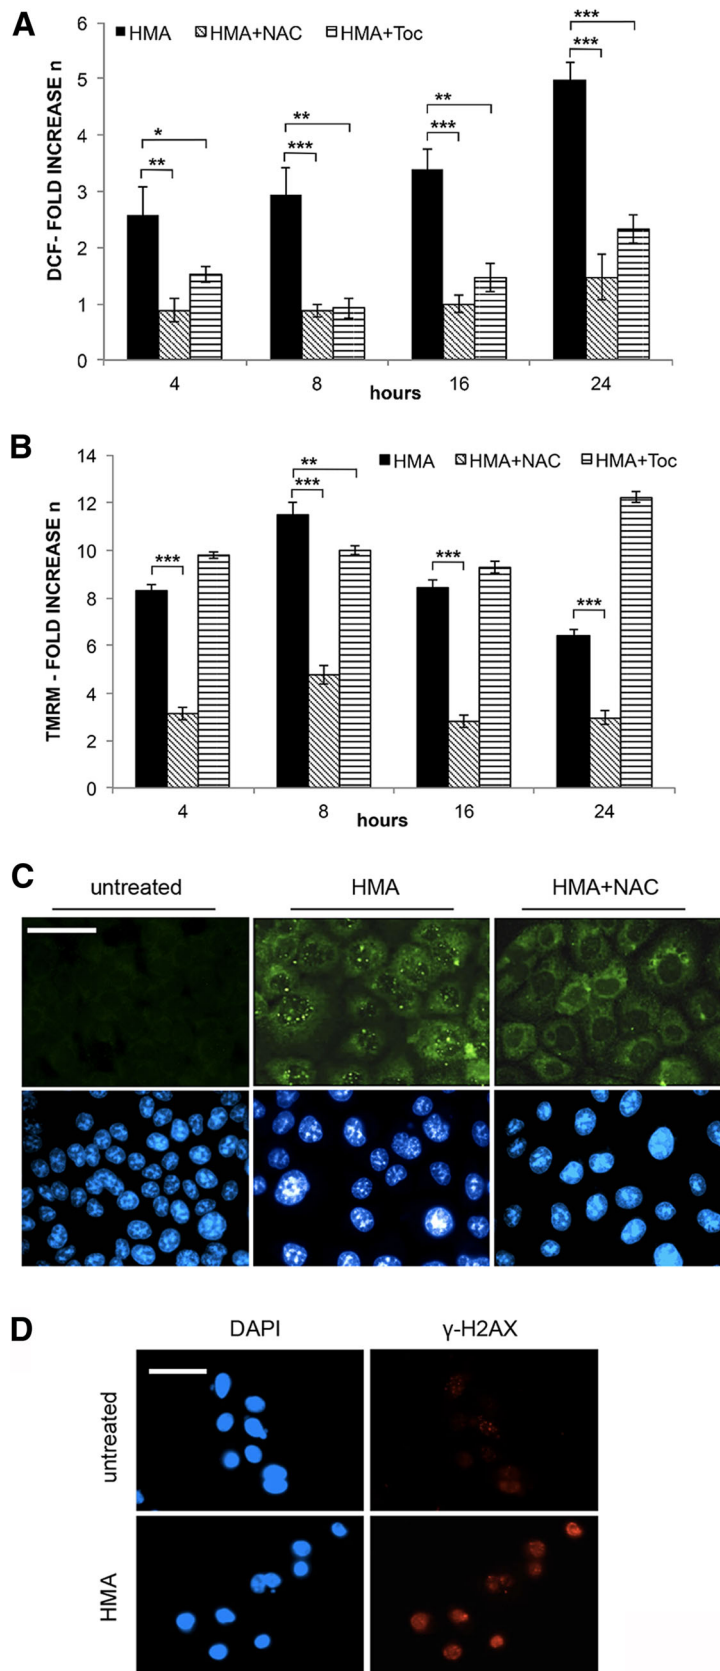 A
DCF- FOLD INCREASE n
HMA HMA+NAC HMA+Toc
6
5
4
3
2
1
0
* ** ** *** ** *** *** ***
4 8 16 24
hours
B
TMRM - FOLD INCREASE n
HMA HMA+NAC HMA+Toc
14
12
10
8
6
4
2
0
*** ** *** *** ***
4 8 16 24
hours
C
untreated HMA HMA+NAC
D
DAPI γ-H2AX
untreated
HMA